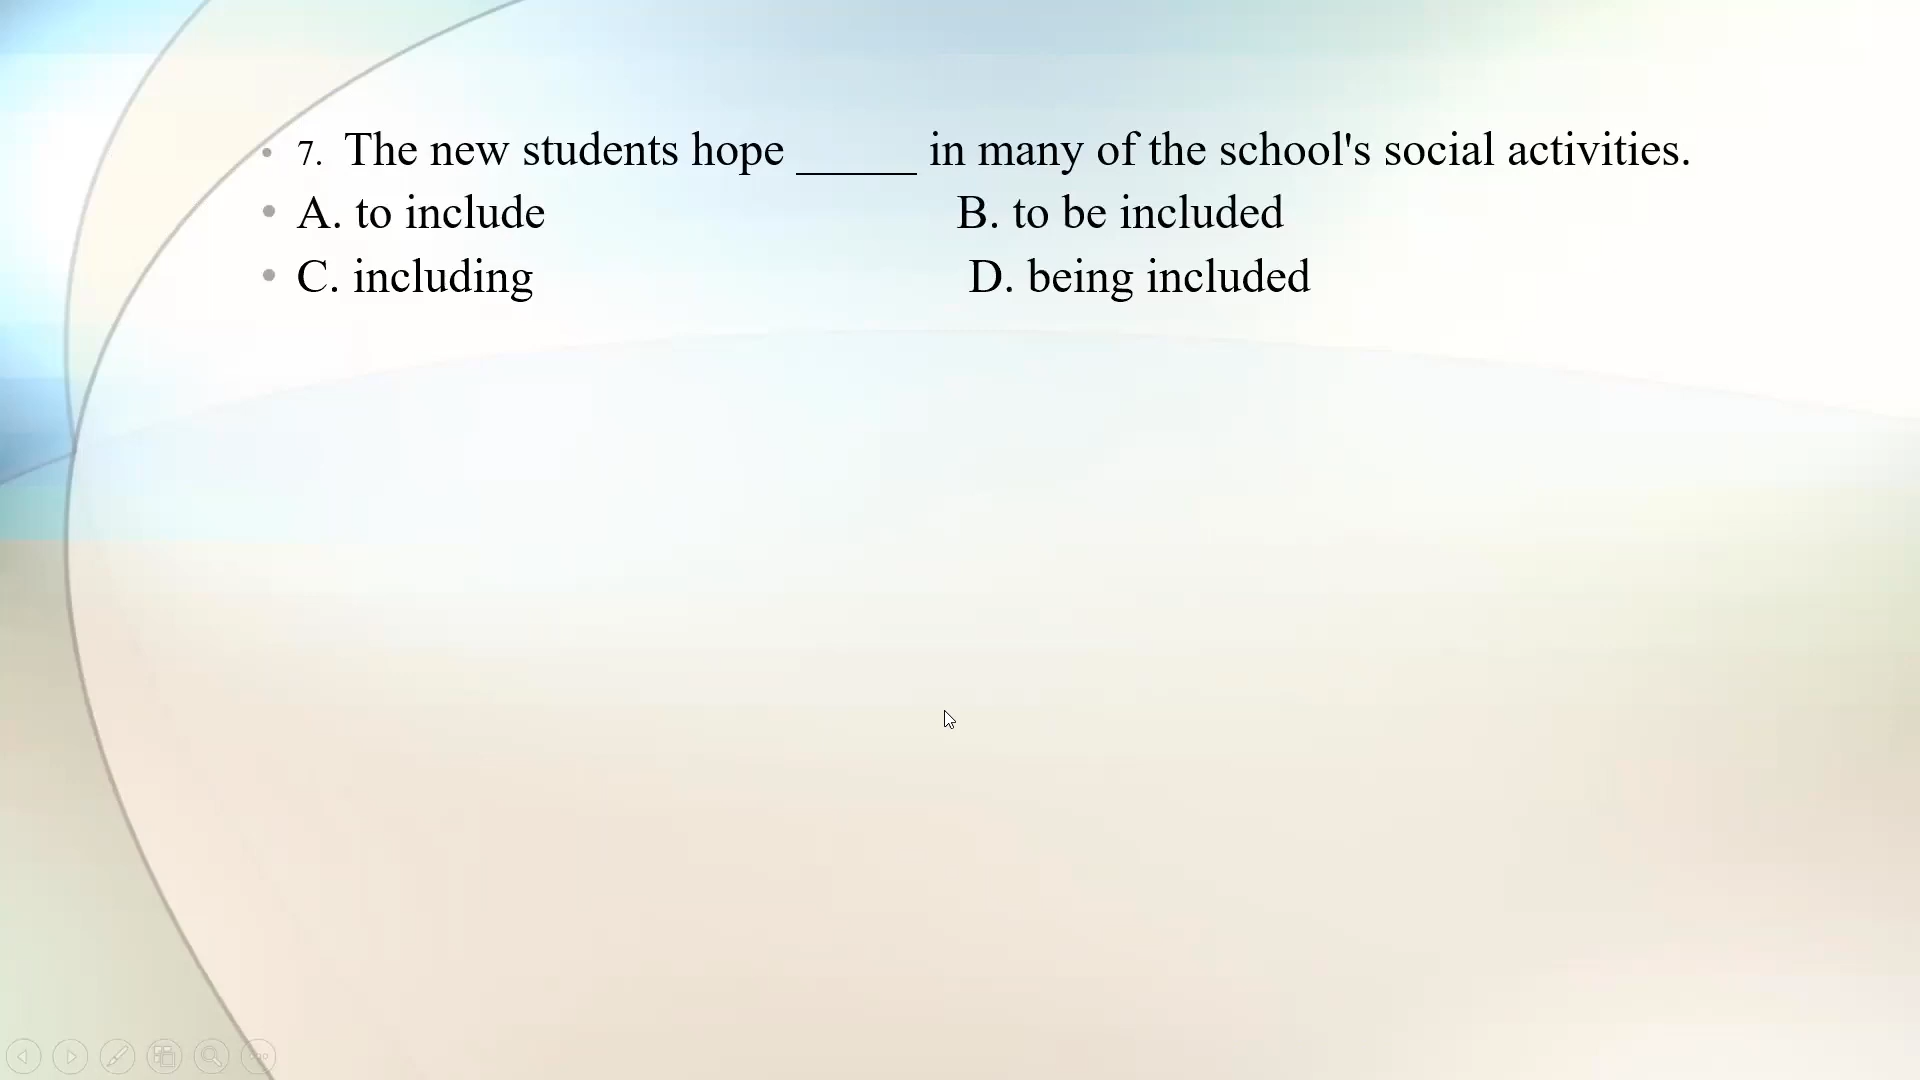 7. The new students hope _____ in many of the school's social activities.
A. to include B. to be included
C. including D. being included